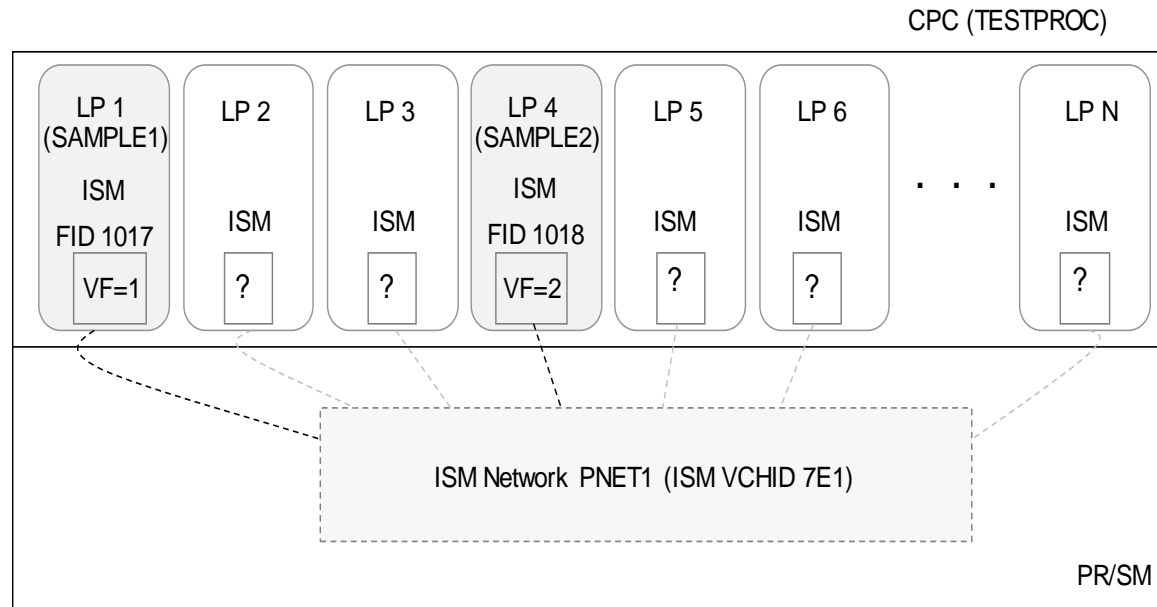 CPC (TESTPROC)
LP 1
(SAMPLE1)
ISM
FID 1017
VF=1
LP 2
ISM
?
LP 3
ISM
?
LP 4
(SAMPLE2)
ISM
FID 1018
VF=2
LP 5
ISM
?
LP 6
ISM
?
. . .
LP N
ISM
?
ISM Network PNET1 (ISM VCHID 7E1)
PR/SM